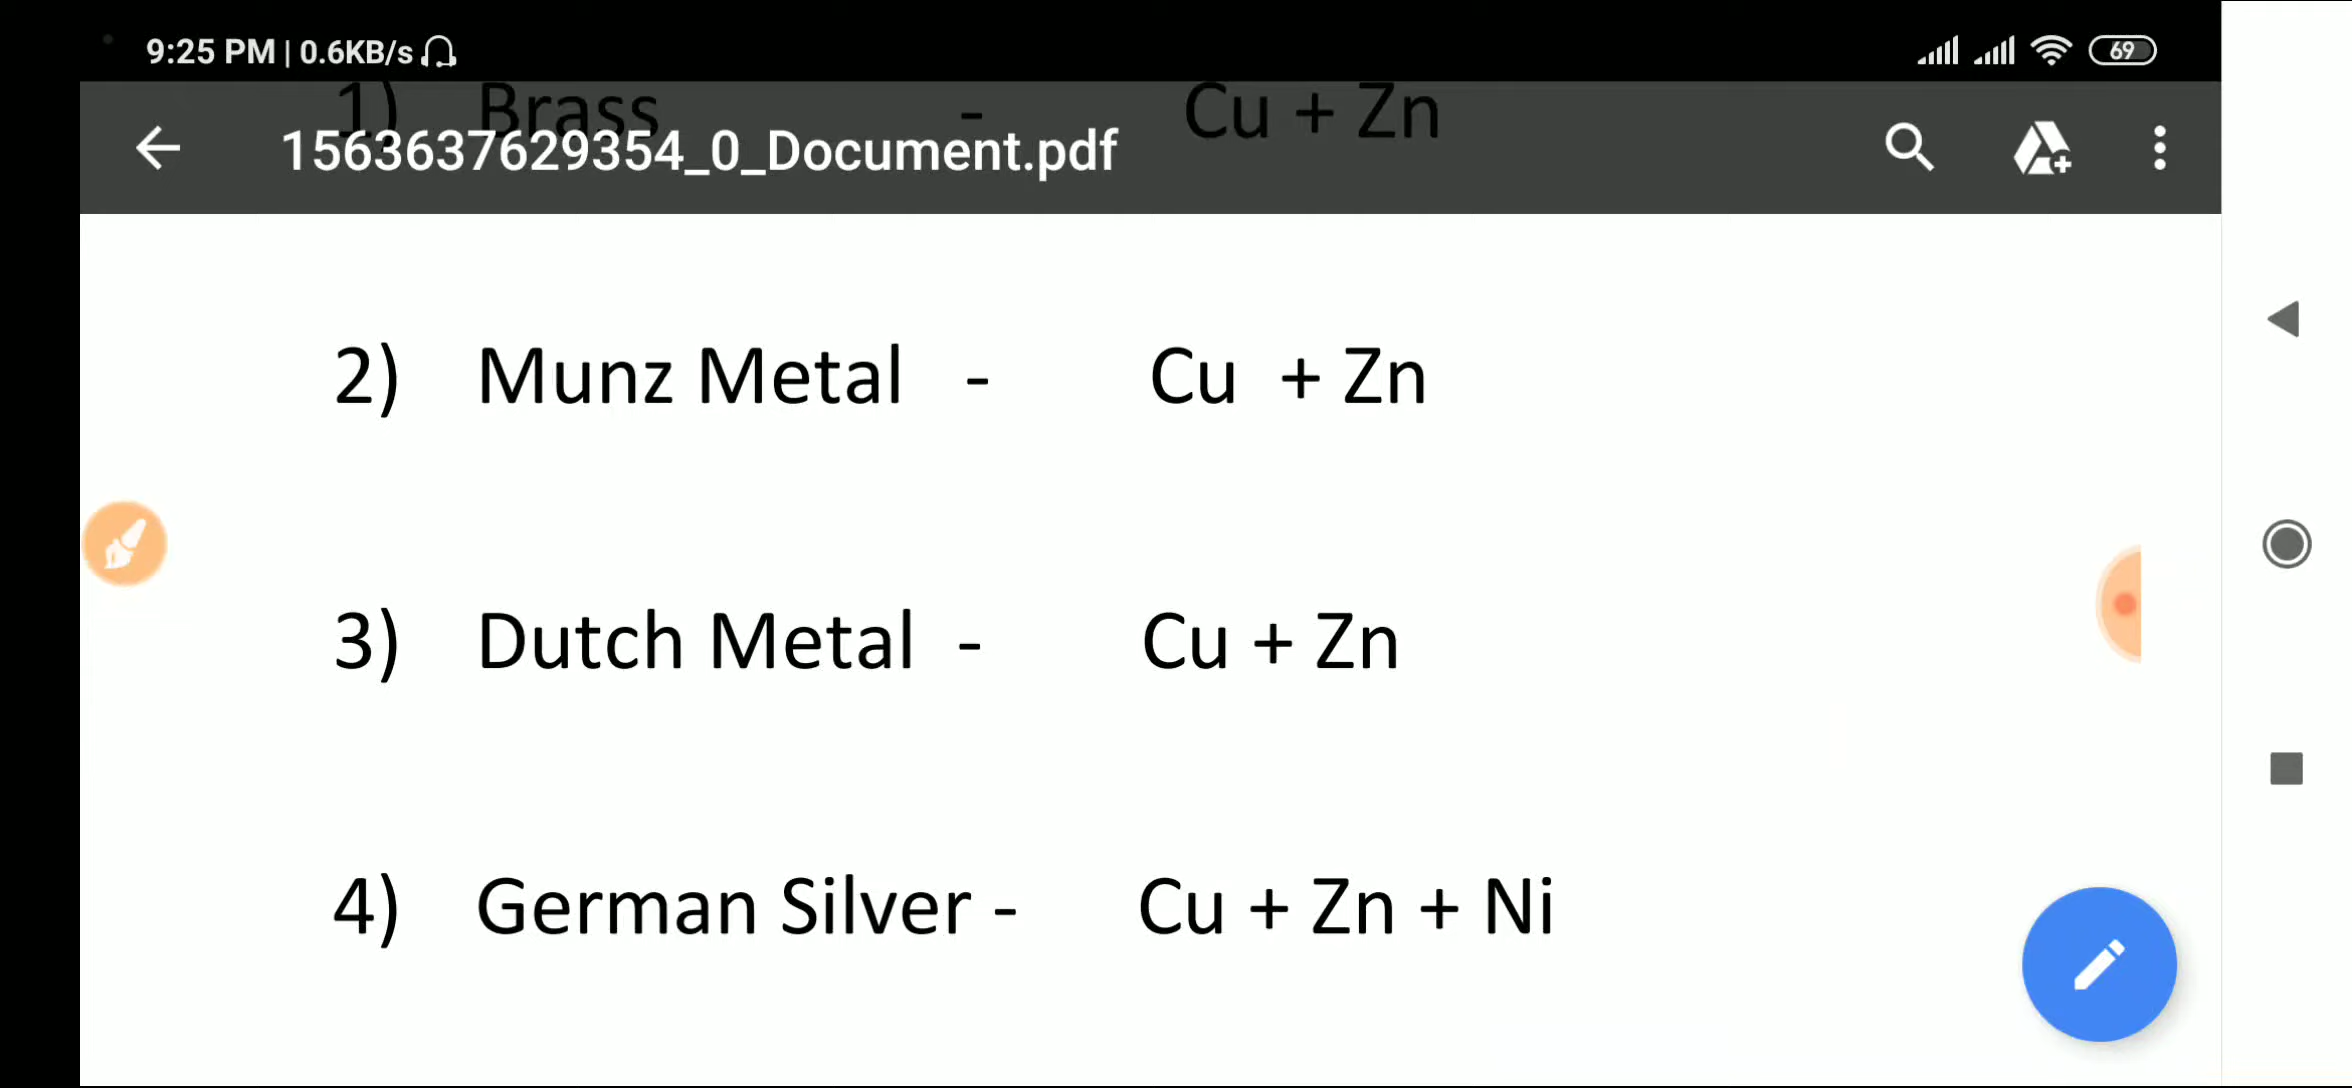 9:25 PM | 0.6KB/s
69
1) Brass - Cu + Zn
1563637629354_0_Document.pdf
2) Munz Metal - Cu + Zn
3) Dutch Metal - Cu + Zn
4) German Silver - Cu + Zn + Ni